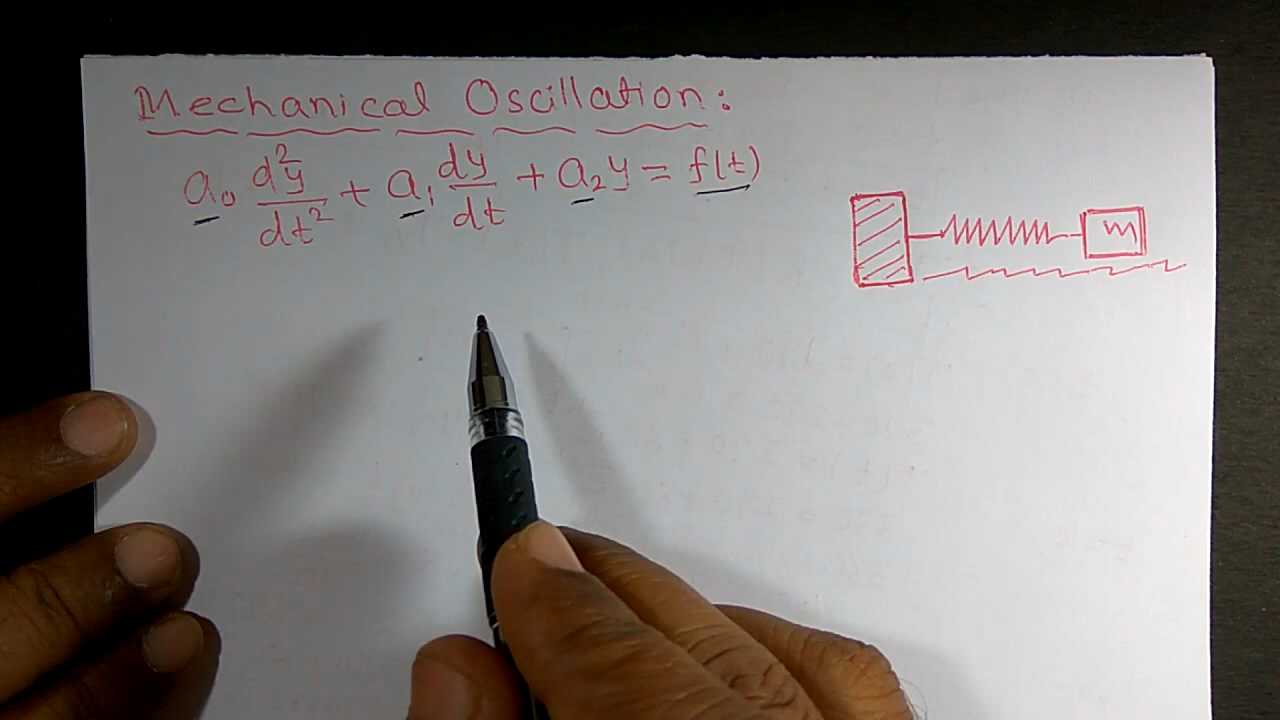 Mechanical Oscillation:
a₀ d²y/dt² + a₁ dy/dt + a₂y = f(t)
m